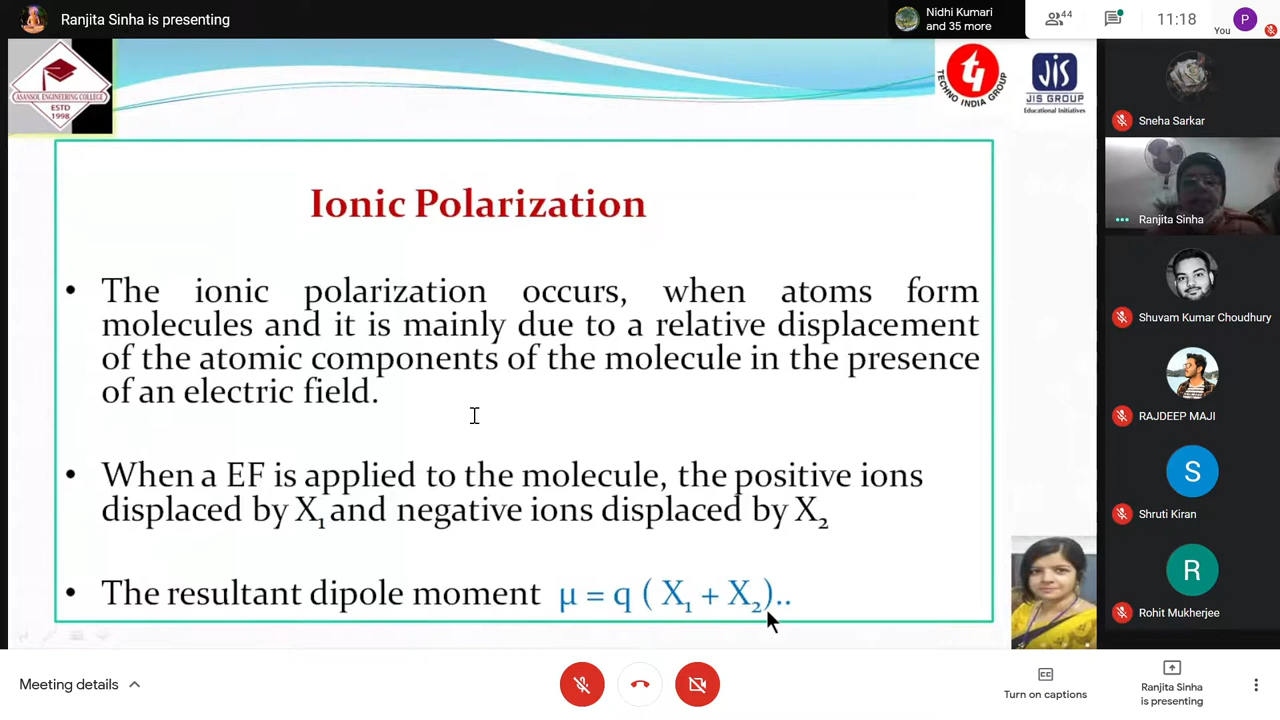 Ranjita Sinha is presenting
Nidhi Kumari
and 35 more
44
11:18
You
P
ASANSOL ENGINEERING COLLEGE
ESTD
1998
TECHNO INDIA GROUP
JIS
JIS GROUP
Educational Initiatives
Ionic Polarization
• The ionic polarization occurs, when atoms form
molecules and it is mainly due to a relative displacement
of the atomic components of the molecule in the presence
of an electric field.
• When a EF is applied to the molecule, the positive ions
displaced by X₁ and negative ions displaced by X₂
• The resultant dipole moment μ = q ( X₁ + X₂)..
Sneha Sarkar
Ranjita Sinha
Shuvam Kumar Choudhury
RAJDEEP MAJI
S
Shruti Kiran
R
Rohit Mukherjee
Meeting details
CC
Turn on captions
Ranjita Sinha
is presenting